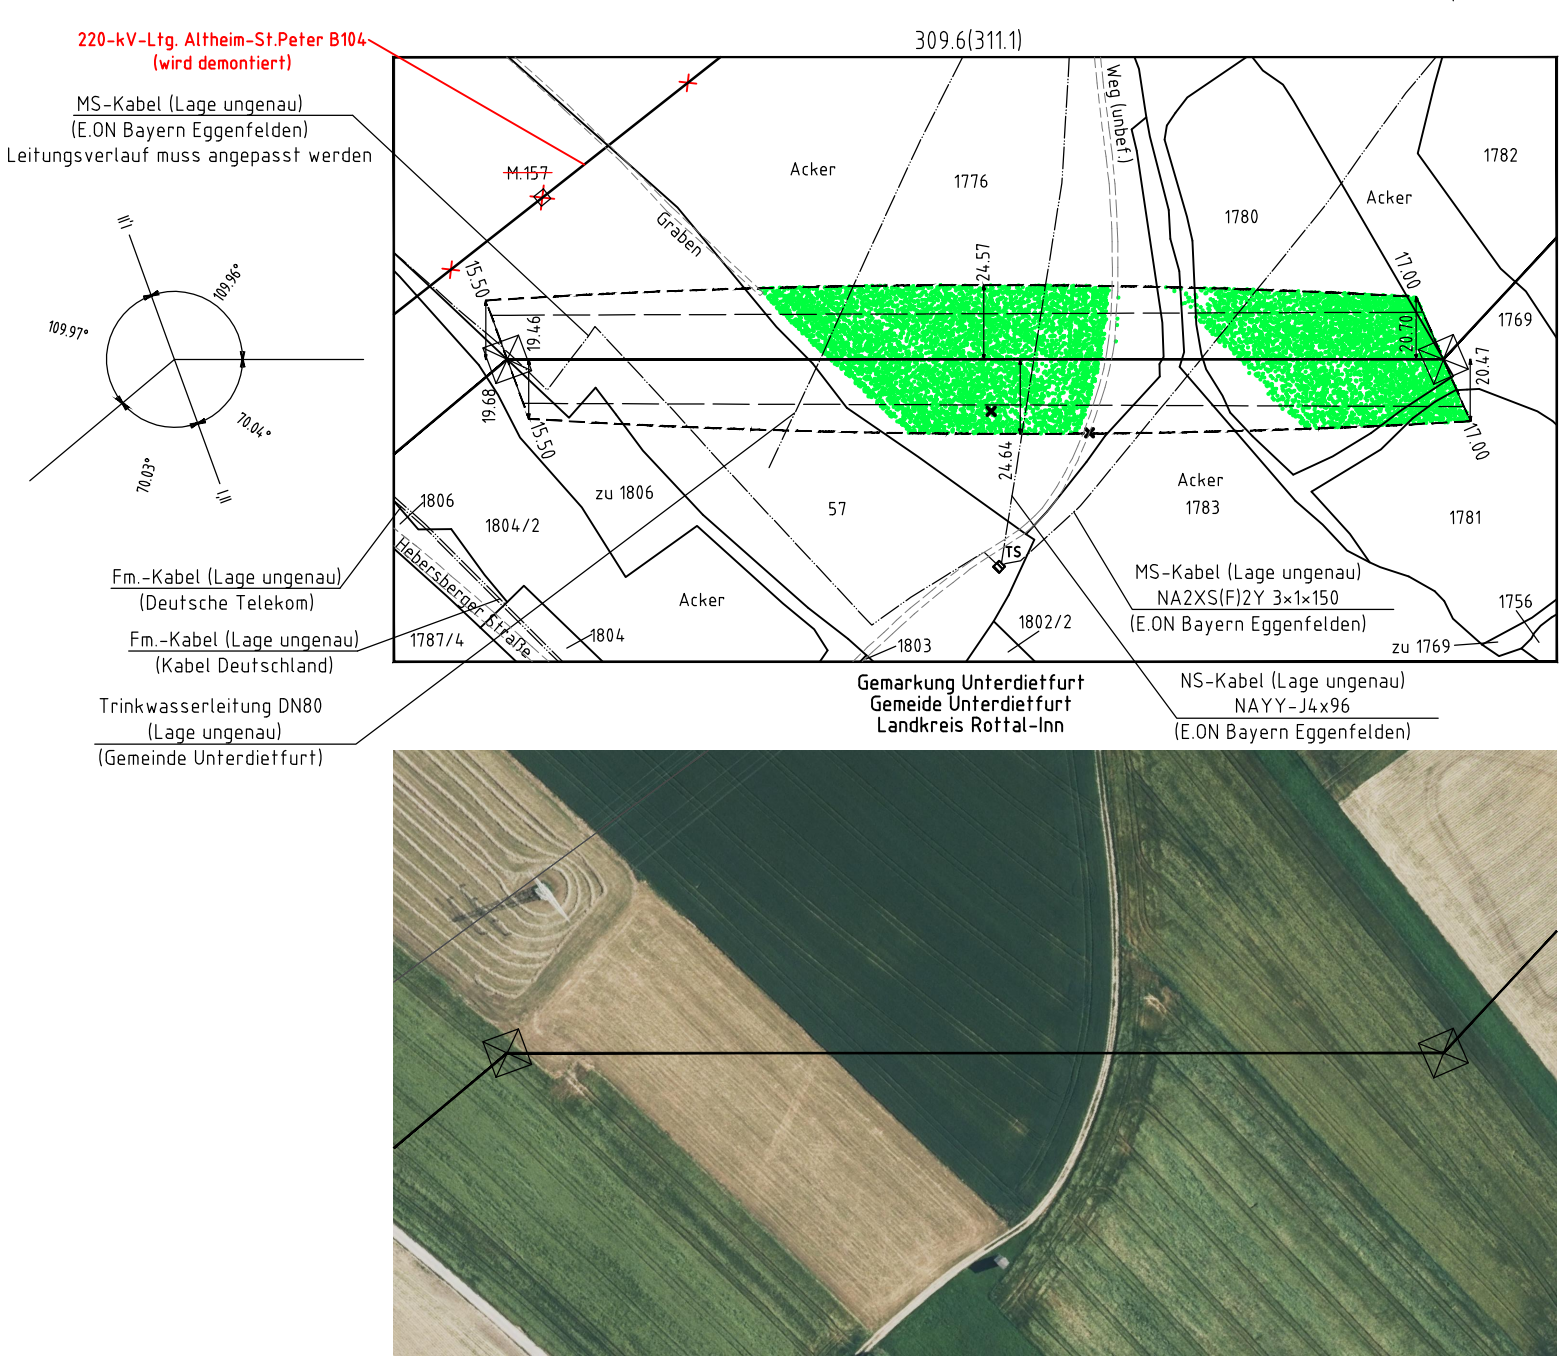 309.6(311.1)
220-kV-Ltg. Altheim-St.Peter B104
(wird demontiert)
MS-Kabel (Lage ungenau)
(E.ON Bayern Eggenfelden)
Leitungsverlauf muss angepasst werden
M.157
Graben
Acker
1776
Weg (unbef.)
1780
Acker
1782
1769
I,II
109.96°
109.97°
70.04°
70.03°
I'II
15.50
19.46
19.68
15.50
24.57
24.64
17.00
20.70
20.47
17.00
1806
1804/2
zu 1806
57
Acker
1783
1781
TS
Hebersberger Straße
1787/4
1804
Acker
1803
1802/2
1756
zu 1769
Fm.-Kabel (Lage ungenau)
(Deutsche Telekom)
Fm.-Kabel (Lage ungenau)
(Kabel Deutschland)
Trinkwasserleitung DN80
(Lage ungenau)
(Gemeinde Unterdietfurt)
MS-Kabel (Lage ungenau)
NA2XS(F)2Y 3×1×150
(E.ON Bayern Eggenfelden)
Gemarkung Unterdietfurt
Gemeide Unterdietfurt
Landkreis Rottal-Inn
NS-Kabel (Lage ungenau)
NAYY-J4x96
(E.ON Bayern Eggenfelden)